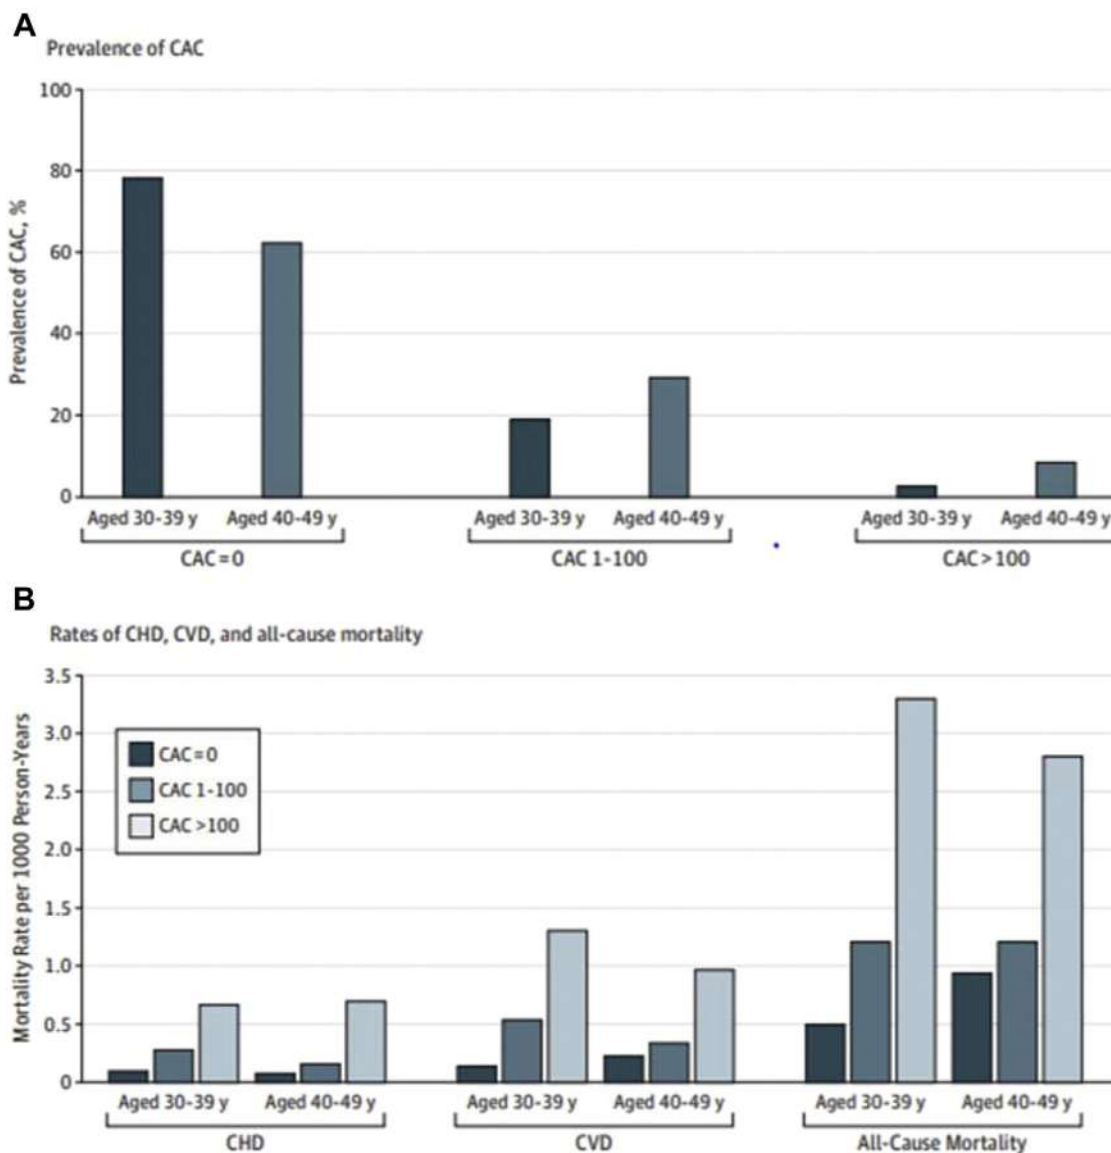 A
Prevalence of CAC
Prevalence of CAC, %
100
80
60
40
20
0
Aged 30-39 y Aged 40-49 y Aged 30-39 y Aged 40-49 y Aged 30-39 y Aged 40-49 y
CAC=0 CAC 1-100 CAC>100
B
Rates of CHD, CVD, and all-cause mortality
Mortality Rate per 1000 Person-Years
3.5
3.0
2.5
2.0
1.5
1.0
0.5
0
CAC=0
CAC 1-100
CAC >100
Aged 30-39 y Aged 40-49 y Aged 30-39 y Aged 40-49 y Aged 30-39 y Aged 40-49 y
CHD CVD All-Cause Mortality